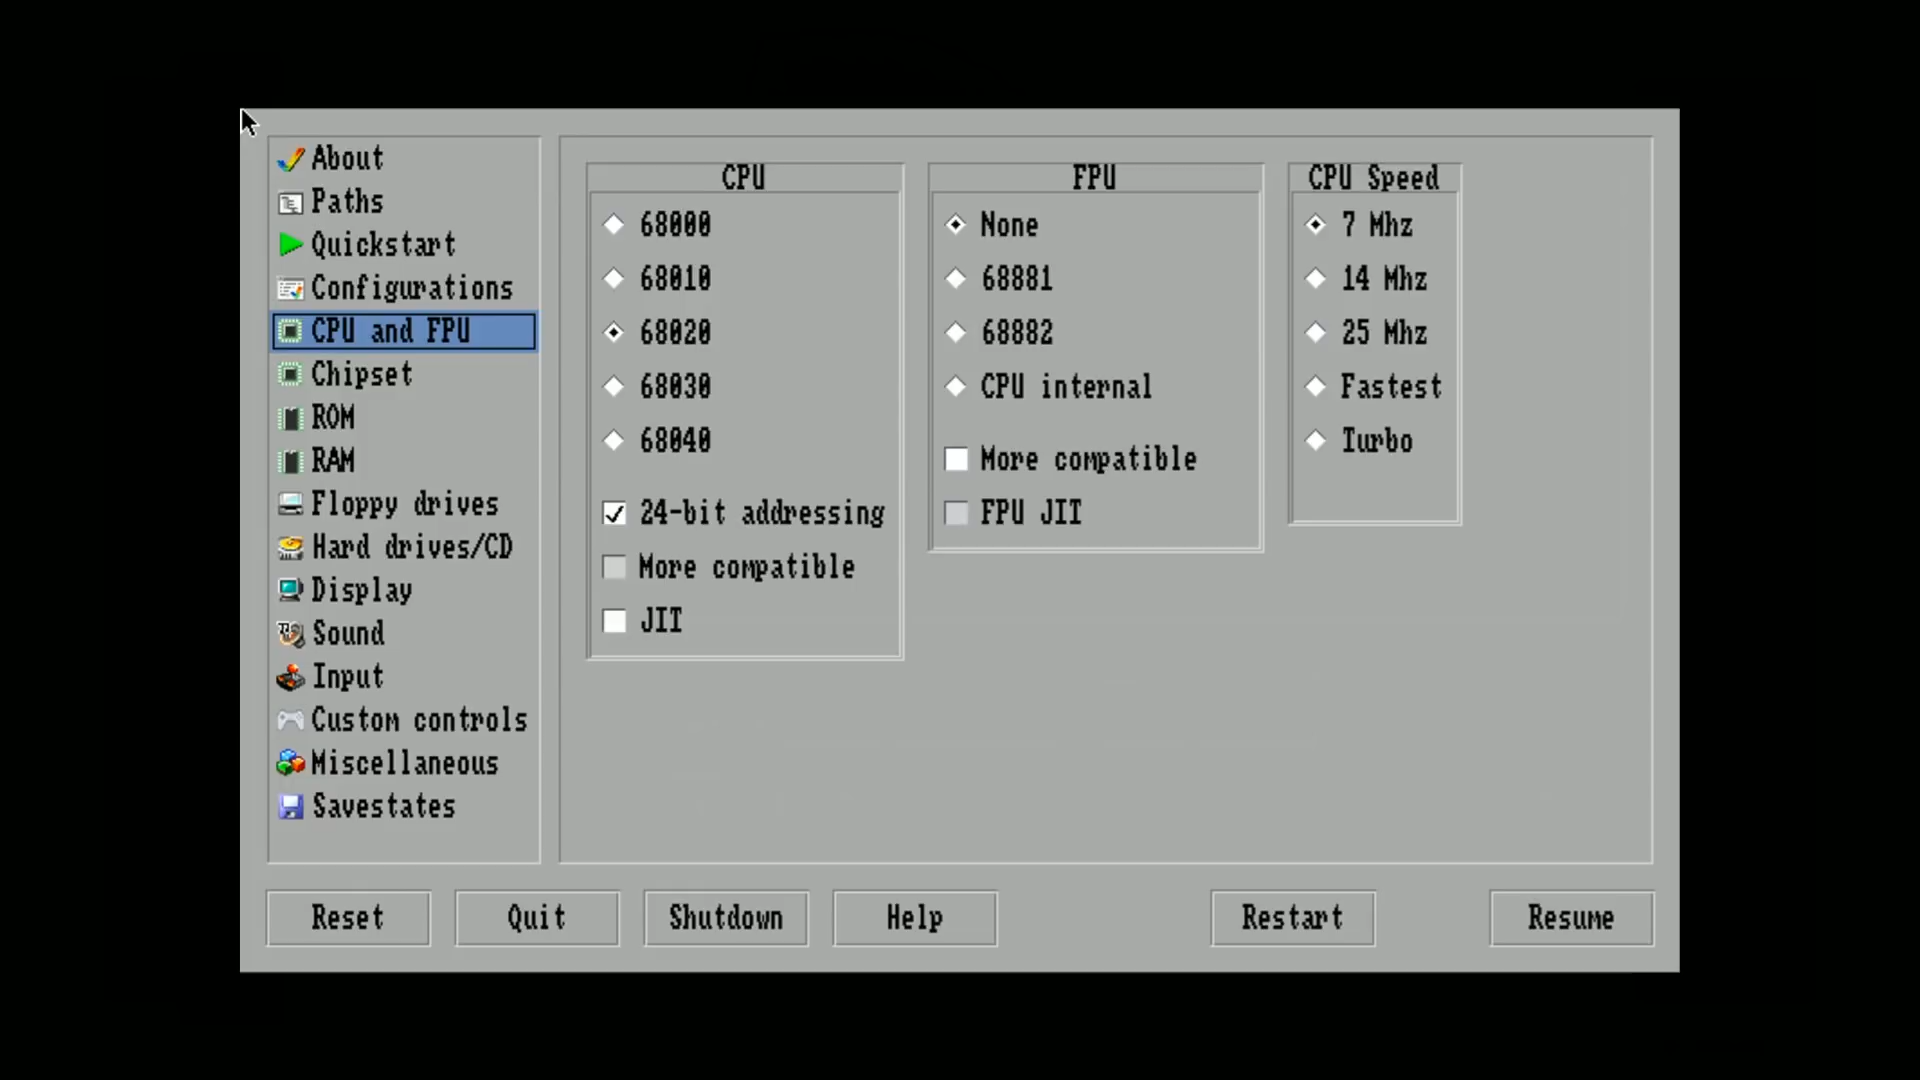 About
Paths
Quickstart
Configurations
CPU and FPU
Chipset
ROM
RAM
Floppy drives
Hard drives/CD
Display
Sound
Input
Custom controls
Miscellaneous
Savestates
CPU
68000
68010
68020
68030
68040
24-bit addressing
More compatible
JIT
FPU
None
68881
68882
CPU internal
More compatible
FPU JIT
CPU Speed
7 Mhz
14 Mhz
25 Mhz
Fastest
Turbo
Reset
Quit
Shutdown
Help
Restart
Resume